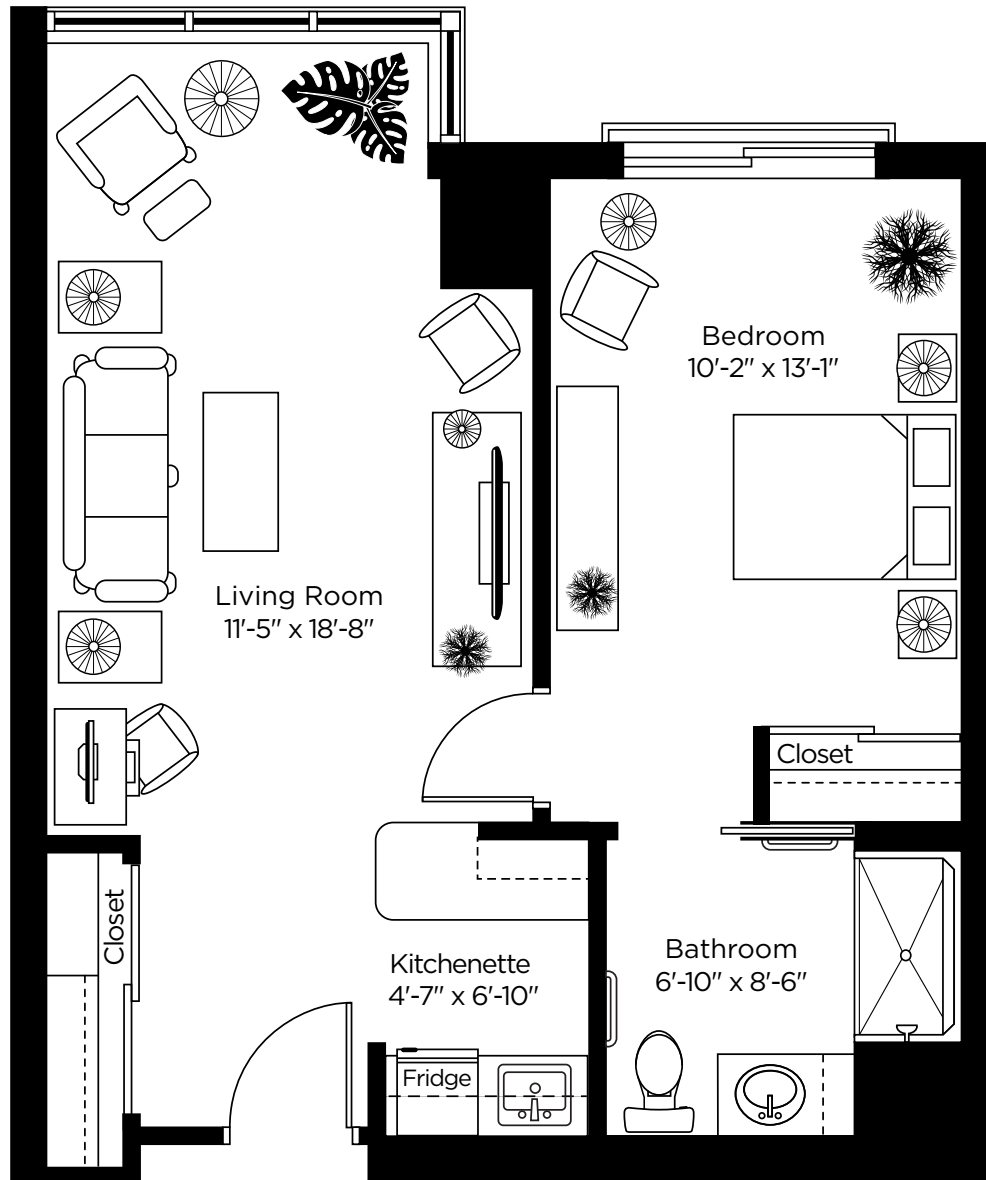 Bedroom
10'-2" x 13'-1"
Living Room
11'-5" x 18'-8"
Closet
Closet
Kitchenette
4'-7" x 6'-10"
Bathroom
6'-10" x 8'-6"
Fridge